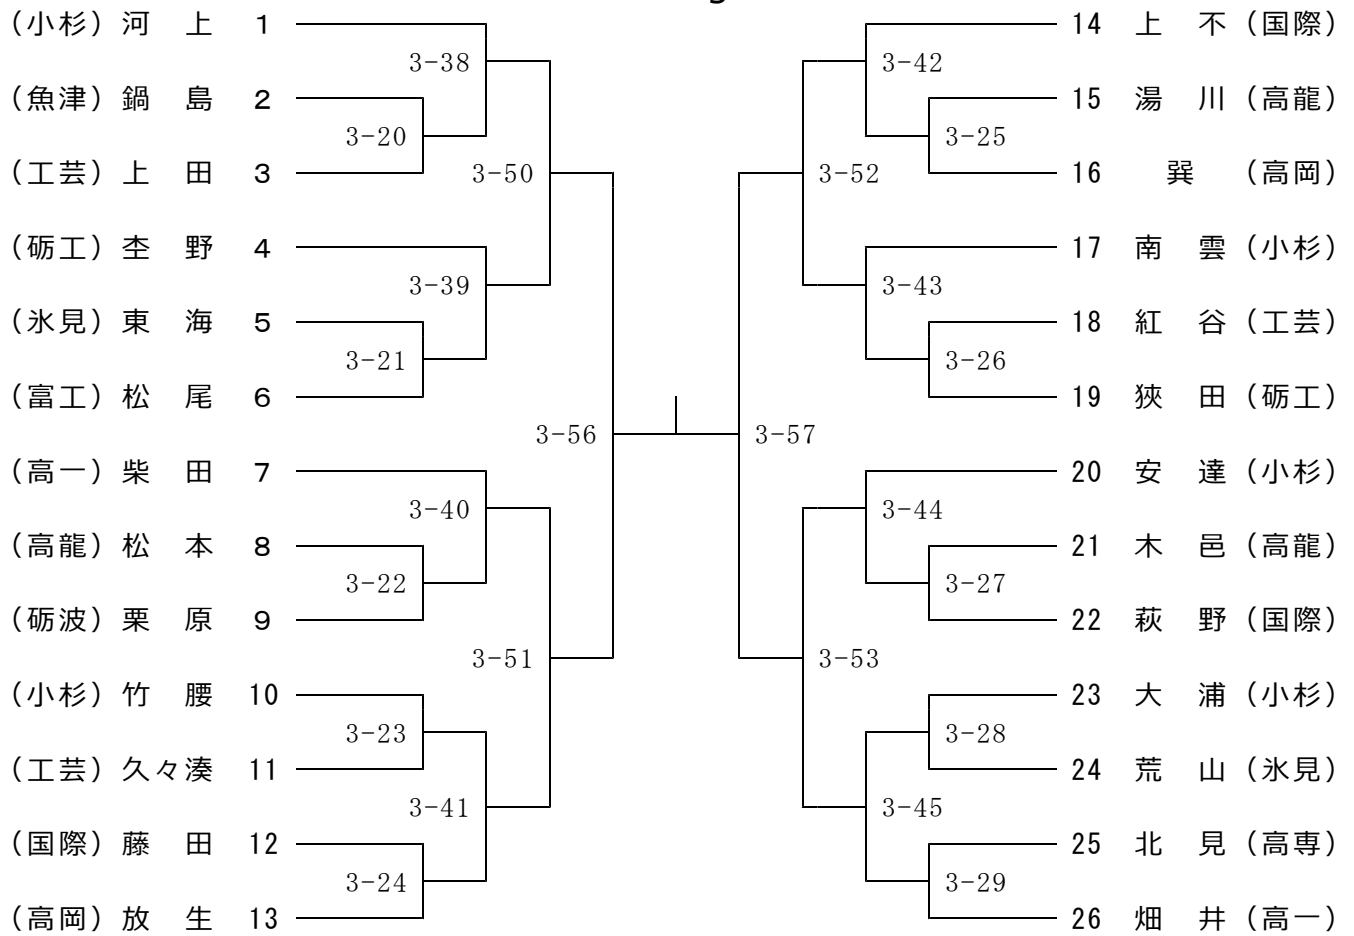 (小杉) 河 上 1
3-38
(魚津) 鍋 島 2
3-20
(工芸) 上 田 3
3-50
(砺工) 杢 野 4
3-39
(氷見) 東 海 5
3-21
(富工) 松 尾 6
3-56
(高一) 柴 田 7
3-40
(高龍) 松 本 8
3-22
(砺波) 栗 原 9
3-51
(小杉) 竹 腰 10
3-23
(工芸) 久々湊 11
3-41
(国際) 藤 田 12
3-24
(高岡) 放 生 13
14 上 不 (国際)
3-42
15 湯 川 (高龍)
3-25
16 巽 (高岡)
3-52
17 南 雲 (小杉)
3-43
18 紅 谷 (工芸)
3-26
19 狹 田 (砺工)
3-57
20 安 達 (小杉)
3-44
21 木 邑 (高龍)
3-27
22 萩 野 (国際)
3-53
23 大 浦 (小杉)
3-28
24 荒 山 (氷見)
3-45
25 北 見 (高専)
3-29
26 畑 井 (高一)